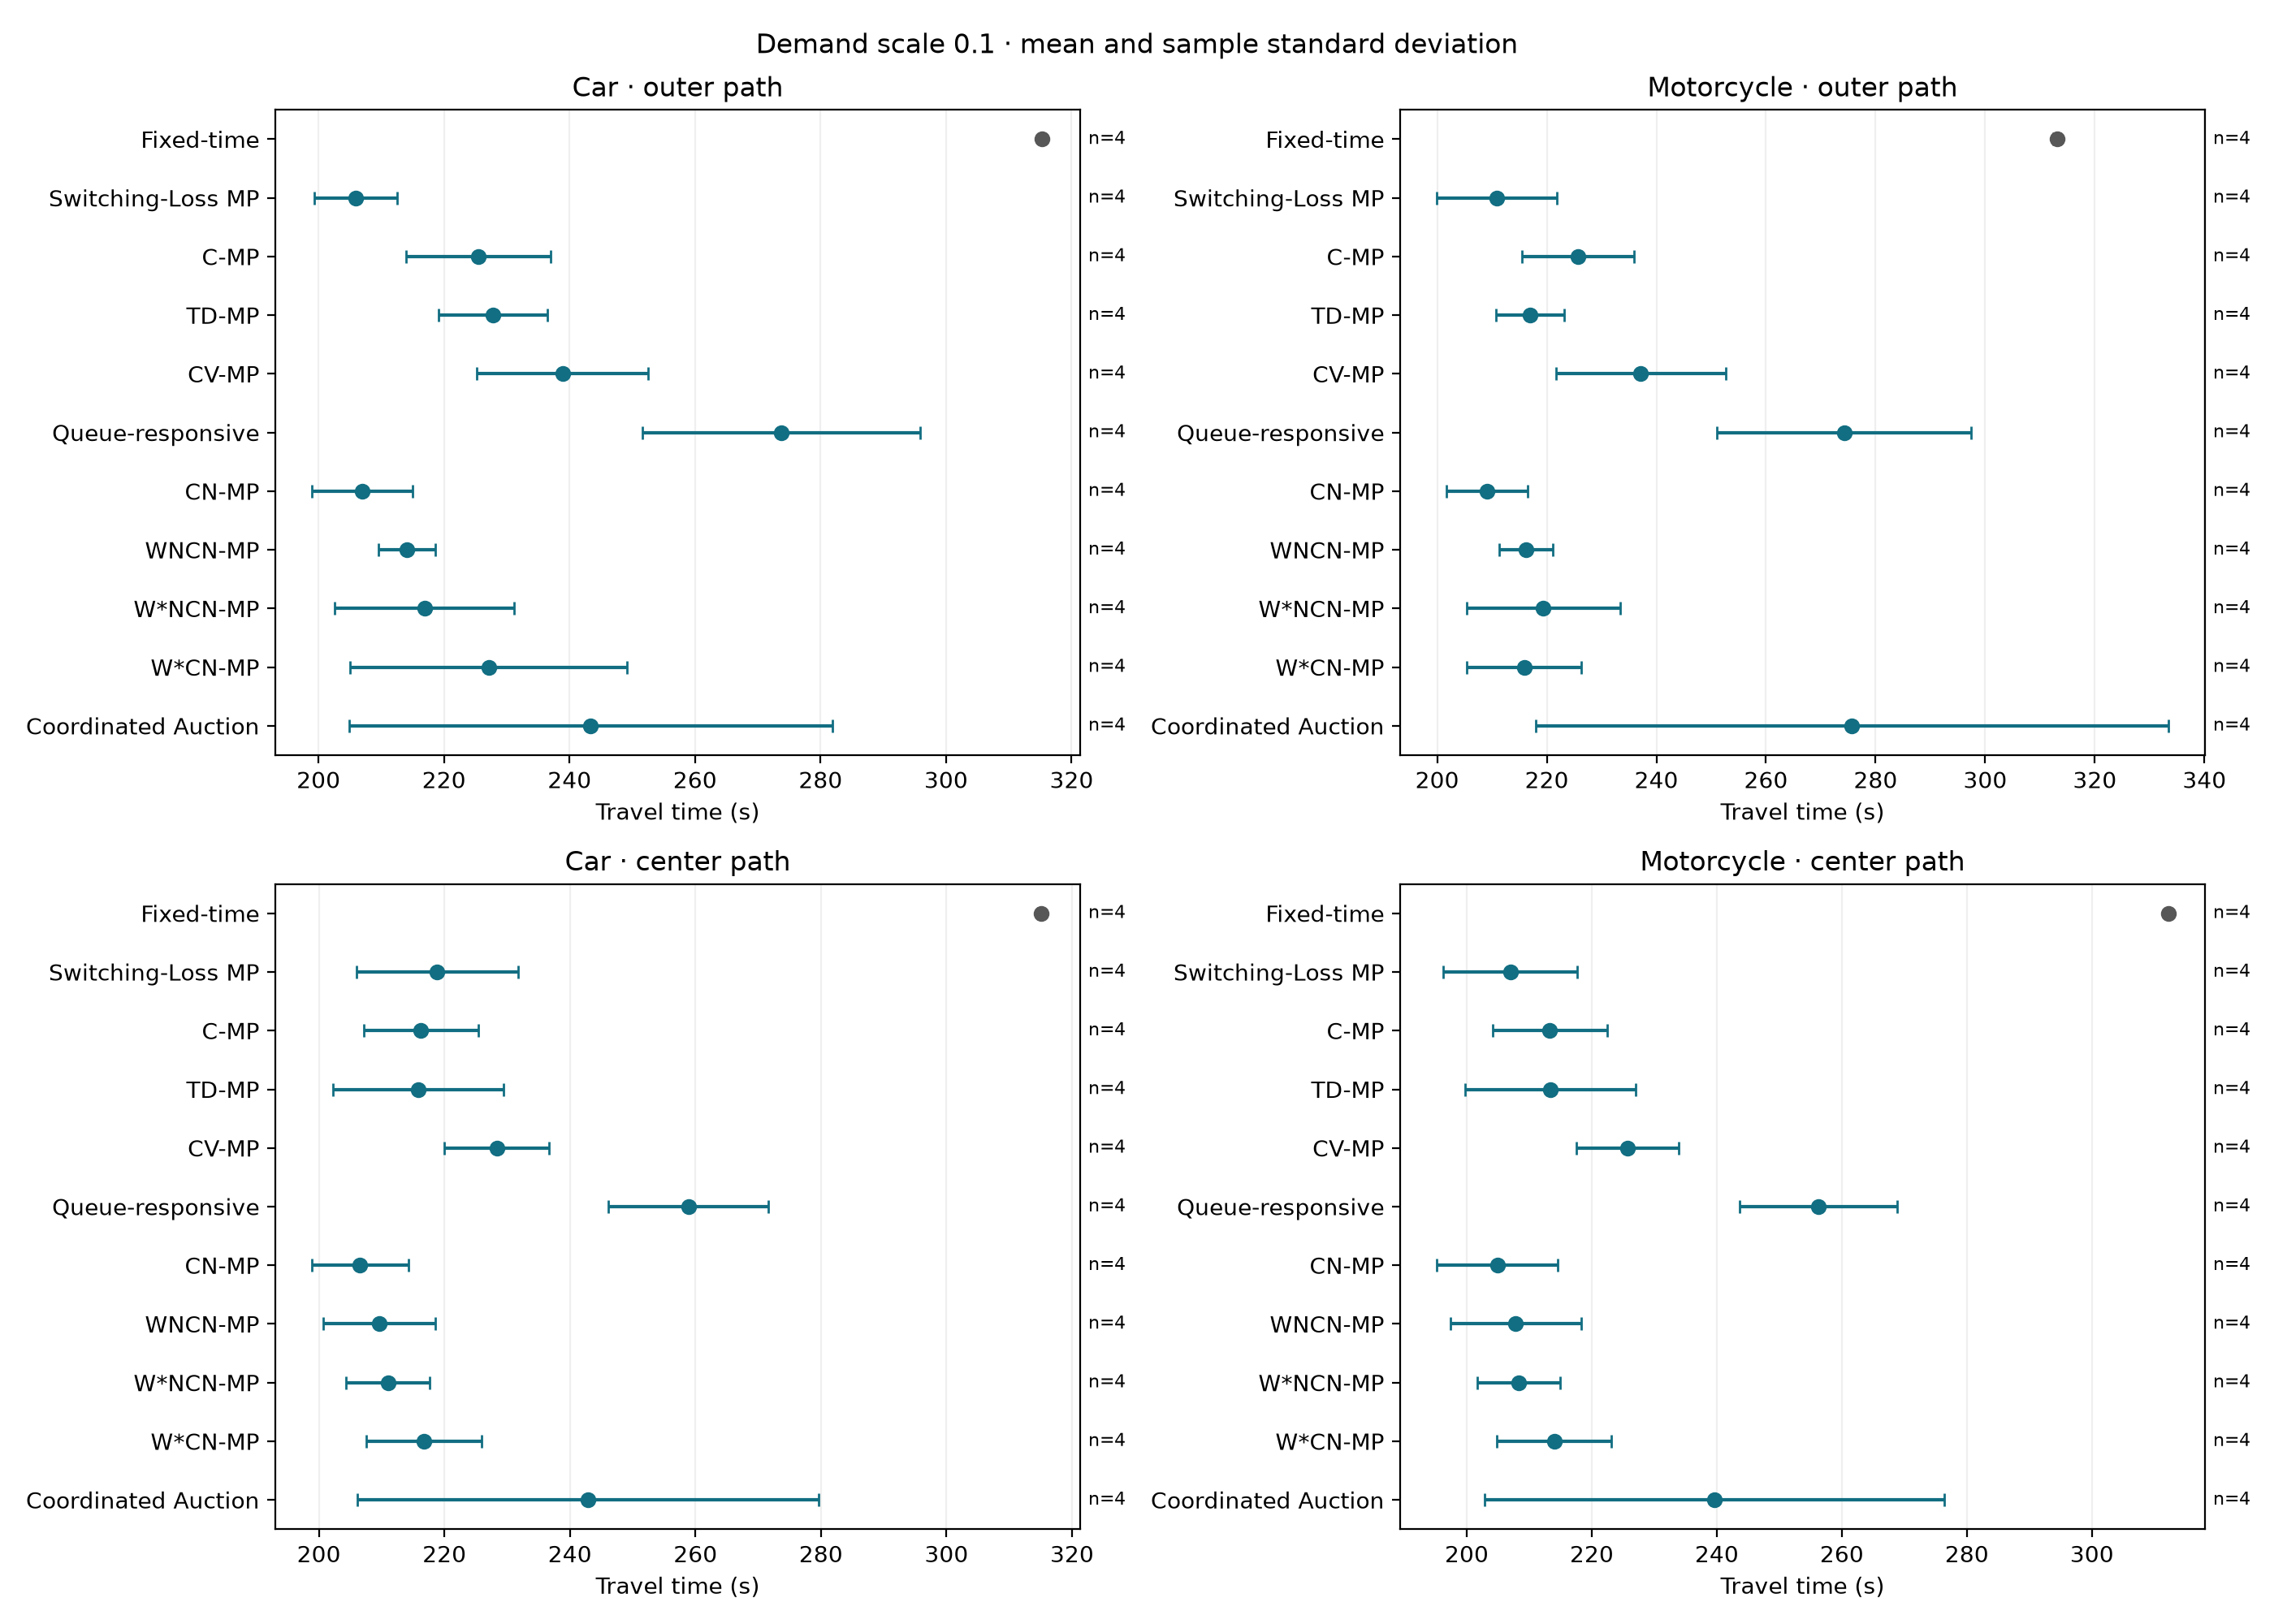 Demand scale 0.1 · mean and sample standard deviation
Car · outer path
Fixed-time
n=4
Switching-Loss MP
n=4
C-MP
n=4
TD-MP
n=4
CV-MP
n=4
Queue-responsive
n=4
CN-MP
n=4
WNCN-MP
n=4
W*NCN-MP
n=4
W*CN-MP
n=4
Coordinated Auction
n=4
200 220 240 260 280 300 320
Travel time (s)
Motorcycle · outer path
Fixed-time
n=4
Switching-Loss MP
n=4
C-MP
n=4
TD-MP
n=4
CV-MP
n=4
Queue-responsive
n=4
CN-MP
n=4
WNCN-MP
n=4
W*NCN-MP
n=4
W*CN-MP
n=4
Coordinated Auction
n=4
200 220 240 260 280 300 320 340
Travel time (s)
Car · center path
Fixed-time
n=4
Switching-Loss MP
n=4
C-MP
n=4
TD-MP
n=4
CV-MP
n=4
Queue-responsive
n=4
CN-MP
n=4
WNCN-MP
n=4
W*NCN-MP
n=4
W*CN-MP
n=4
Coordinated Auction
n=4
200 220 240 260 280 300 320
Travel time (s)
Motorcycle · center path
Fixed-time
n=4
Switching-Loss MP
n=4
C-MP
n=4
TD-MP
n=4
CV-MP
n=4
Queue-responsive
n=4
CN-MP
n=4
WNCN-MP
n=4
W*NCN-MP
n=4
W*CN-MP
n=4
Coordinated Auction
n=4
200 220 240 260 280 300
Travel time (s)